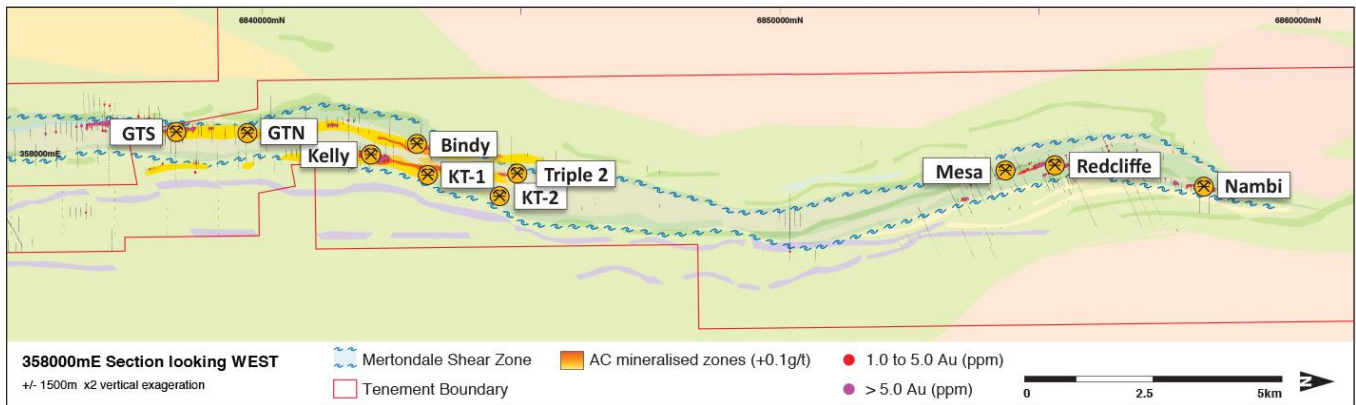 6840000mN
6850000mN
6860000mN
358000mE
GTS
GTN
Bindy
Kelly
KT-1
Triple 2
KT-2
Mesa
Redcliffe
Nambi
358000mE Section looking WEST
+/- 1500m x2 vertical exageration
Mertondale Shear Zone
Tenement Boundary
AC mineralised zones (+0.1g/t)
1.0 to 5.0 Au (ppm)
> 5.0 Au (ppm)
0
2.5
5km
N